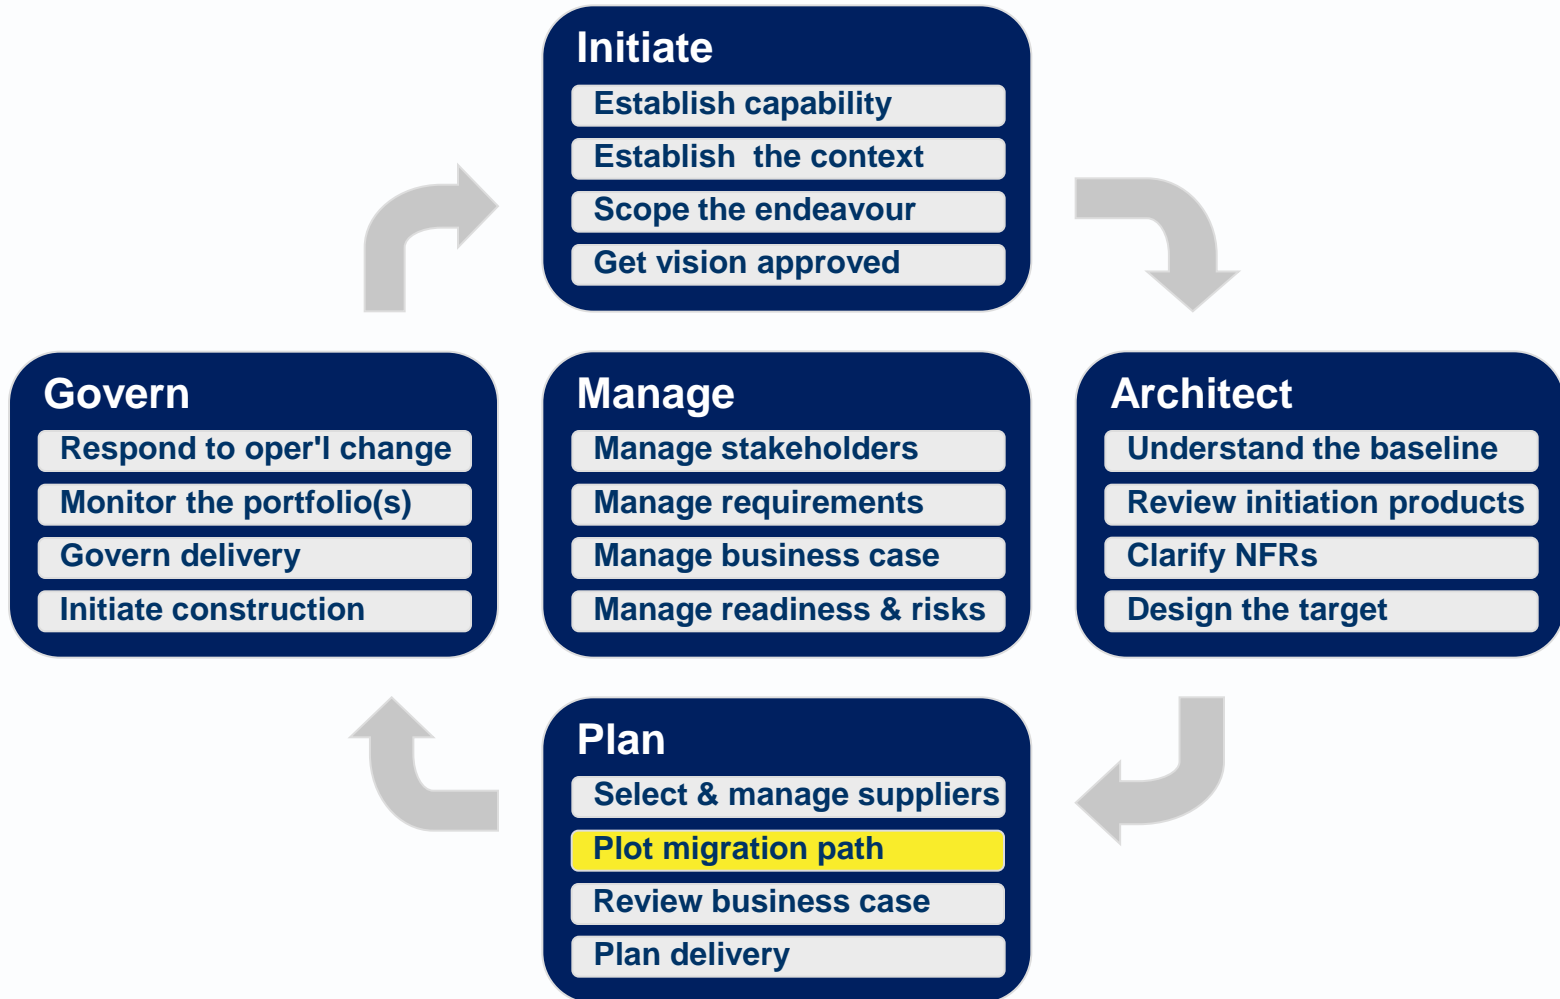 Initiate
Establish capability
Establish  the context
Scope the endeavour
Get vision approved
Govern
Respond to oper'l change
Monitor the portfolio(s)
Govern delivery
Initiate construction
Manage
Manage stakeholders
Manage requirements
Manage business case
Manage readiness & risks
Architect
Understand the baseline
Review initiation products
Clarify NFRs
Design the target
Plan
Select & manage suppliers
Plot migration path
Review business case
Plan delivery